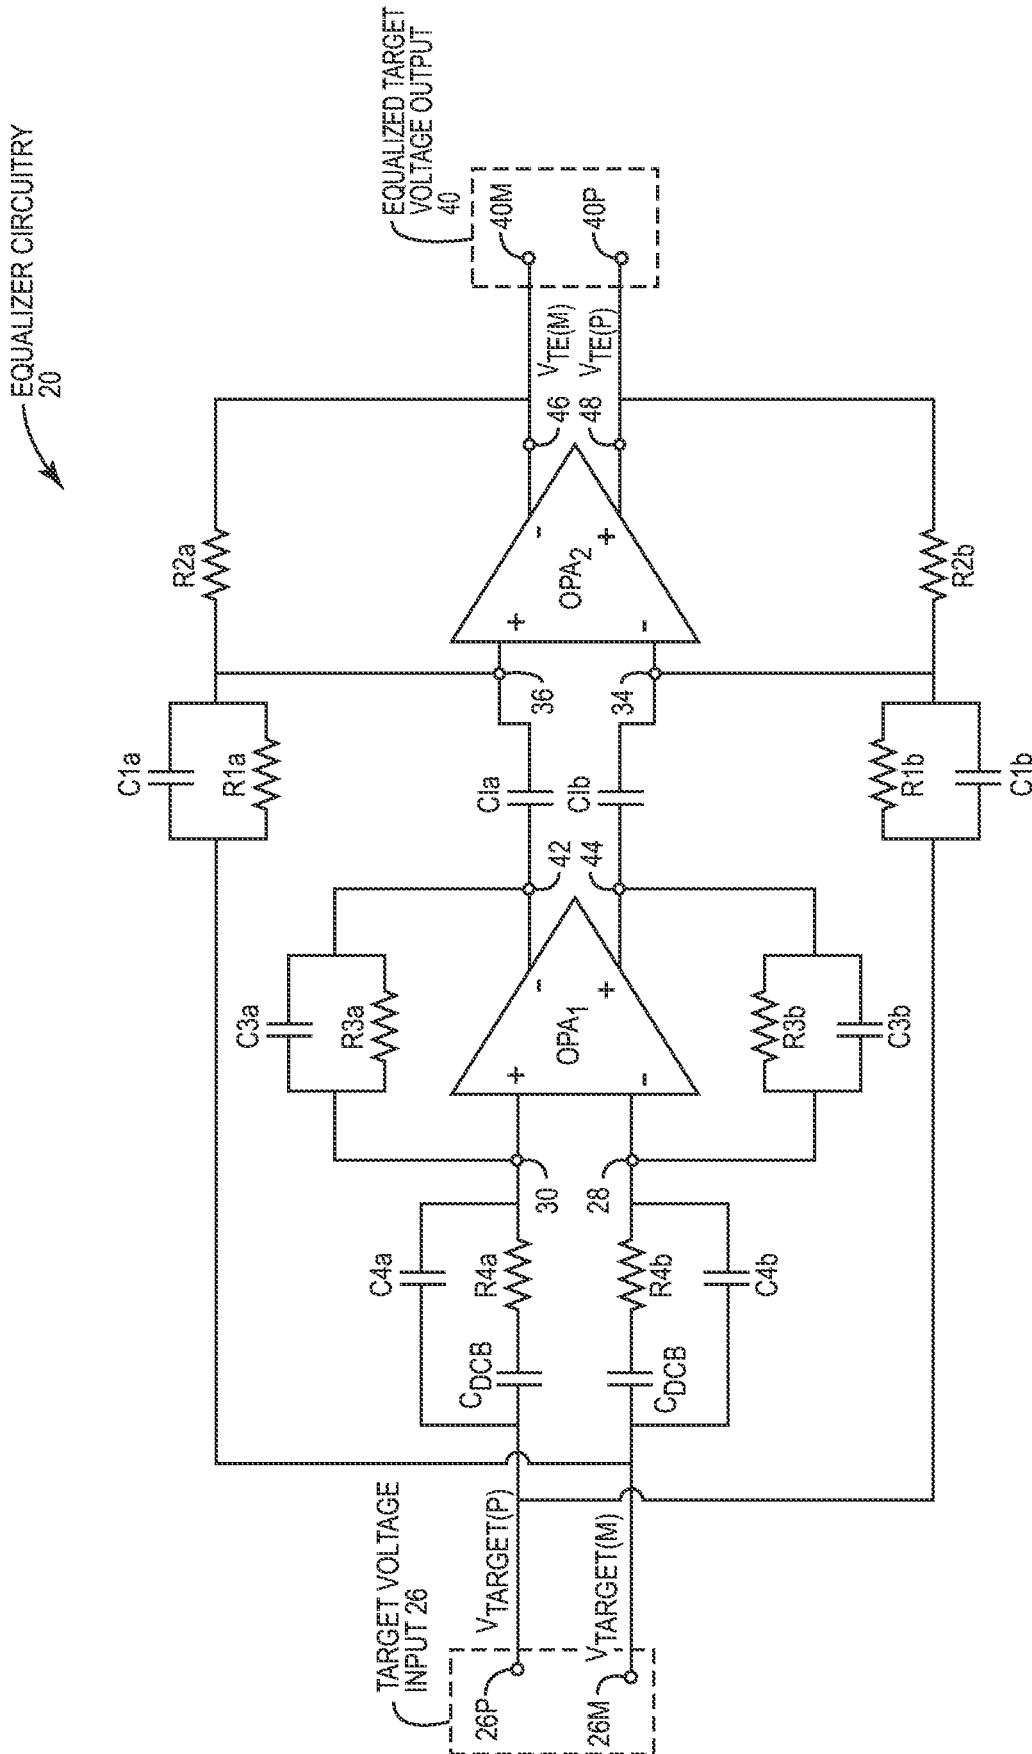 EQUALIZER CIRCUITRY
20
TARGET VOLTAGE
INPUT 26
26P
26M
VTARGET(P)
VTARGET(M)
CDCB
CDCB
C4a
R4a
R4b
C4b
30
28
C3a
R3a
OPA1
+
-
-
+
R3b
C3b
42
44
CIa
CIb
C1a
R1a
R1b
C1b
36
34
R2a
OPA2
+
-
-
+
R2b
46
48
VTE(M)
VTE(P)
40M
40P
EQUALIZED TARGET
VOLTAGE OUTPUT
40